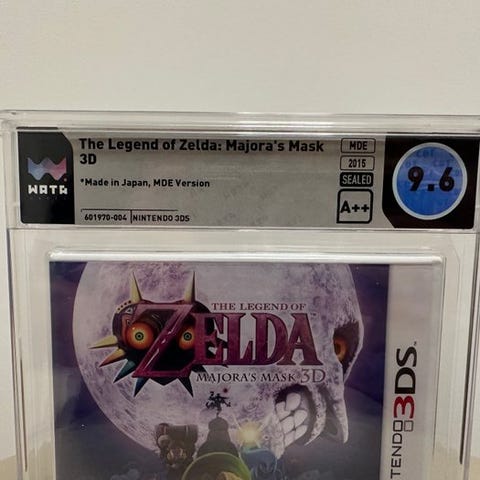 The Legend of Zelda: Majora's Mask
3D
*Made in Japan, MDE Version
601970-004 NINTENDO 3DS
WATA
MDE
2015
SEALED
A++
9.6
THE LEGEND OF
ZELDA
MAJORA'S MASK 3D
NINTENDO 3DS